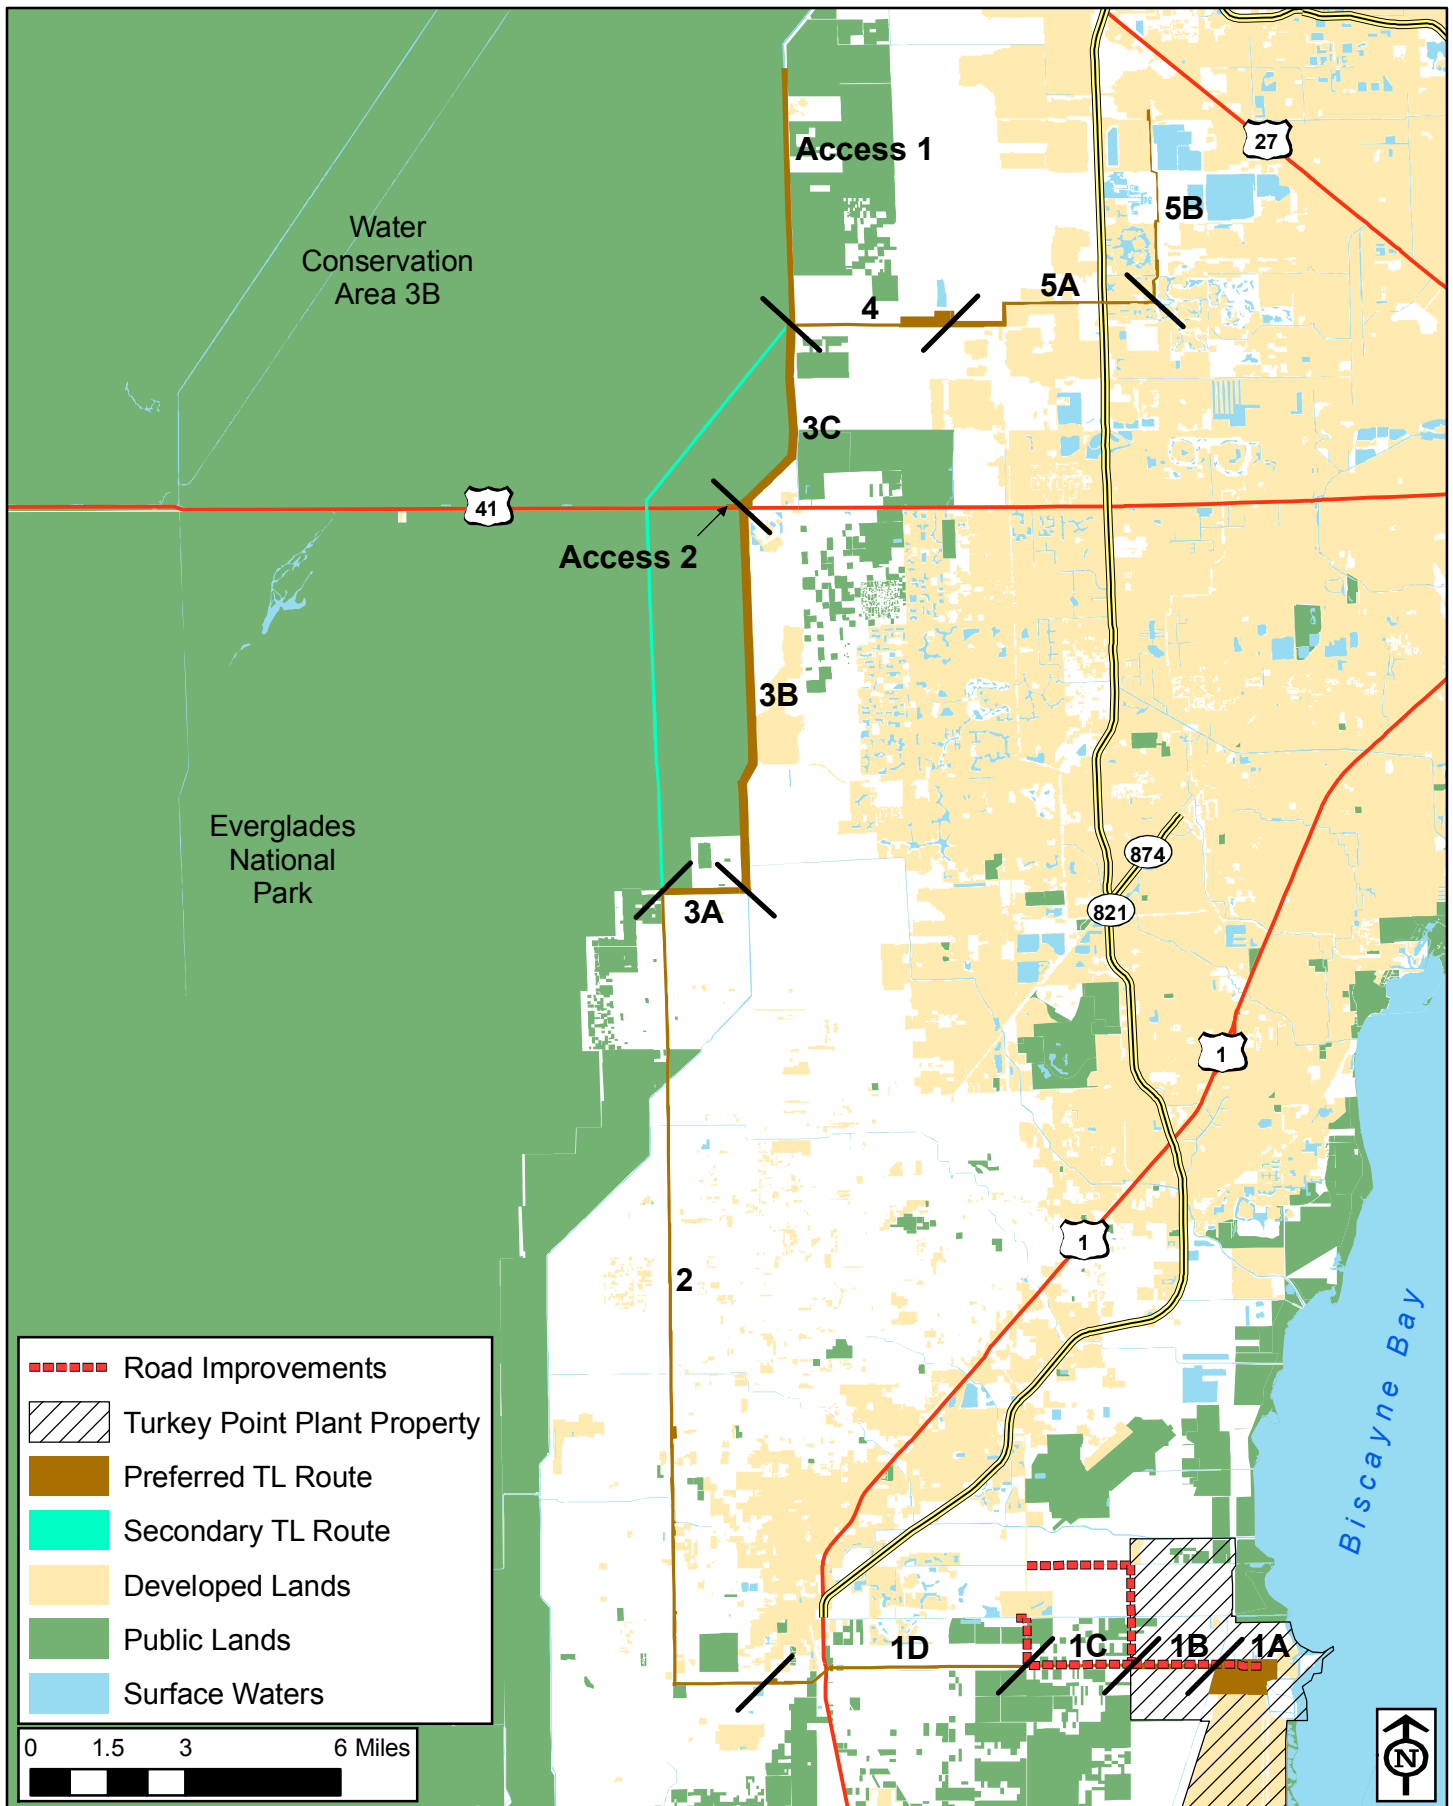 27
Access 1
5B
Water
Conservation
Area 3B
5A
4
3C
41
Access 2
3B
Everglades
National
Park
874
821
3A
1
1
2
Biscayne Bay
Road Improvements
Turkey Point Plant Property
Preferred TL Route
Secondary TL Route
Developed Lands
Public Lands
Surface Waters
1D
1C
1B
1A
0 1.5 3 6 Miles
N